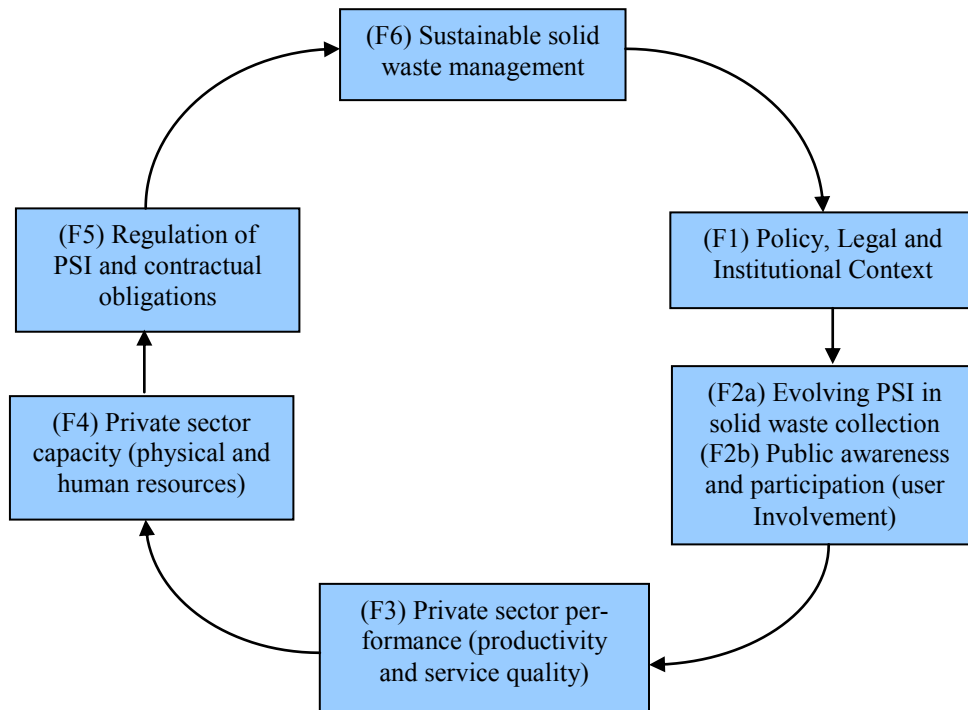 (F6) Sustainable solid
waste management
(F1) Policy, Legal and
Institutional Context
(F2a) Evolving PSI in
solid waste collection
(F2b) Public awareness
and participation (user
Involvement)
(F3) Private sector per-
formance (productivity
and service quality)
(F4) Private sector
capacity (physical and
human resources)
(F5) Regulation of
PSI and contractual
obligations